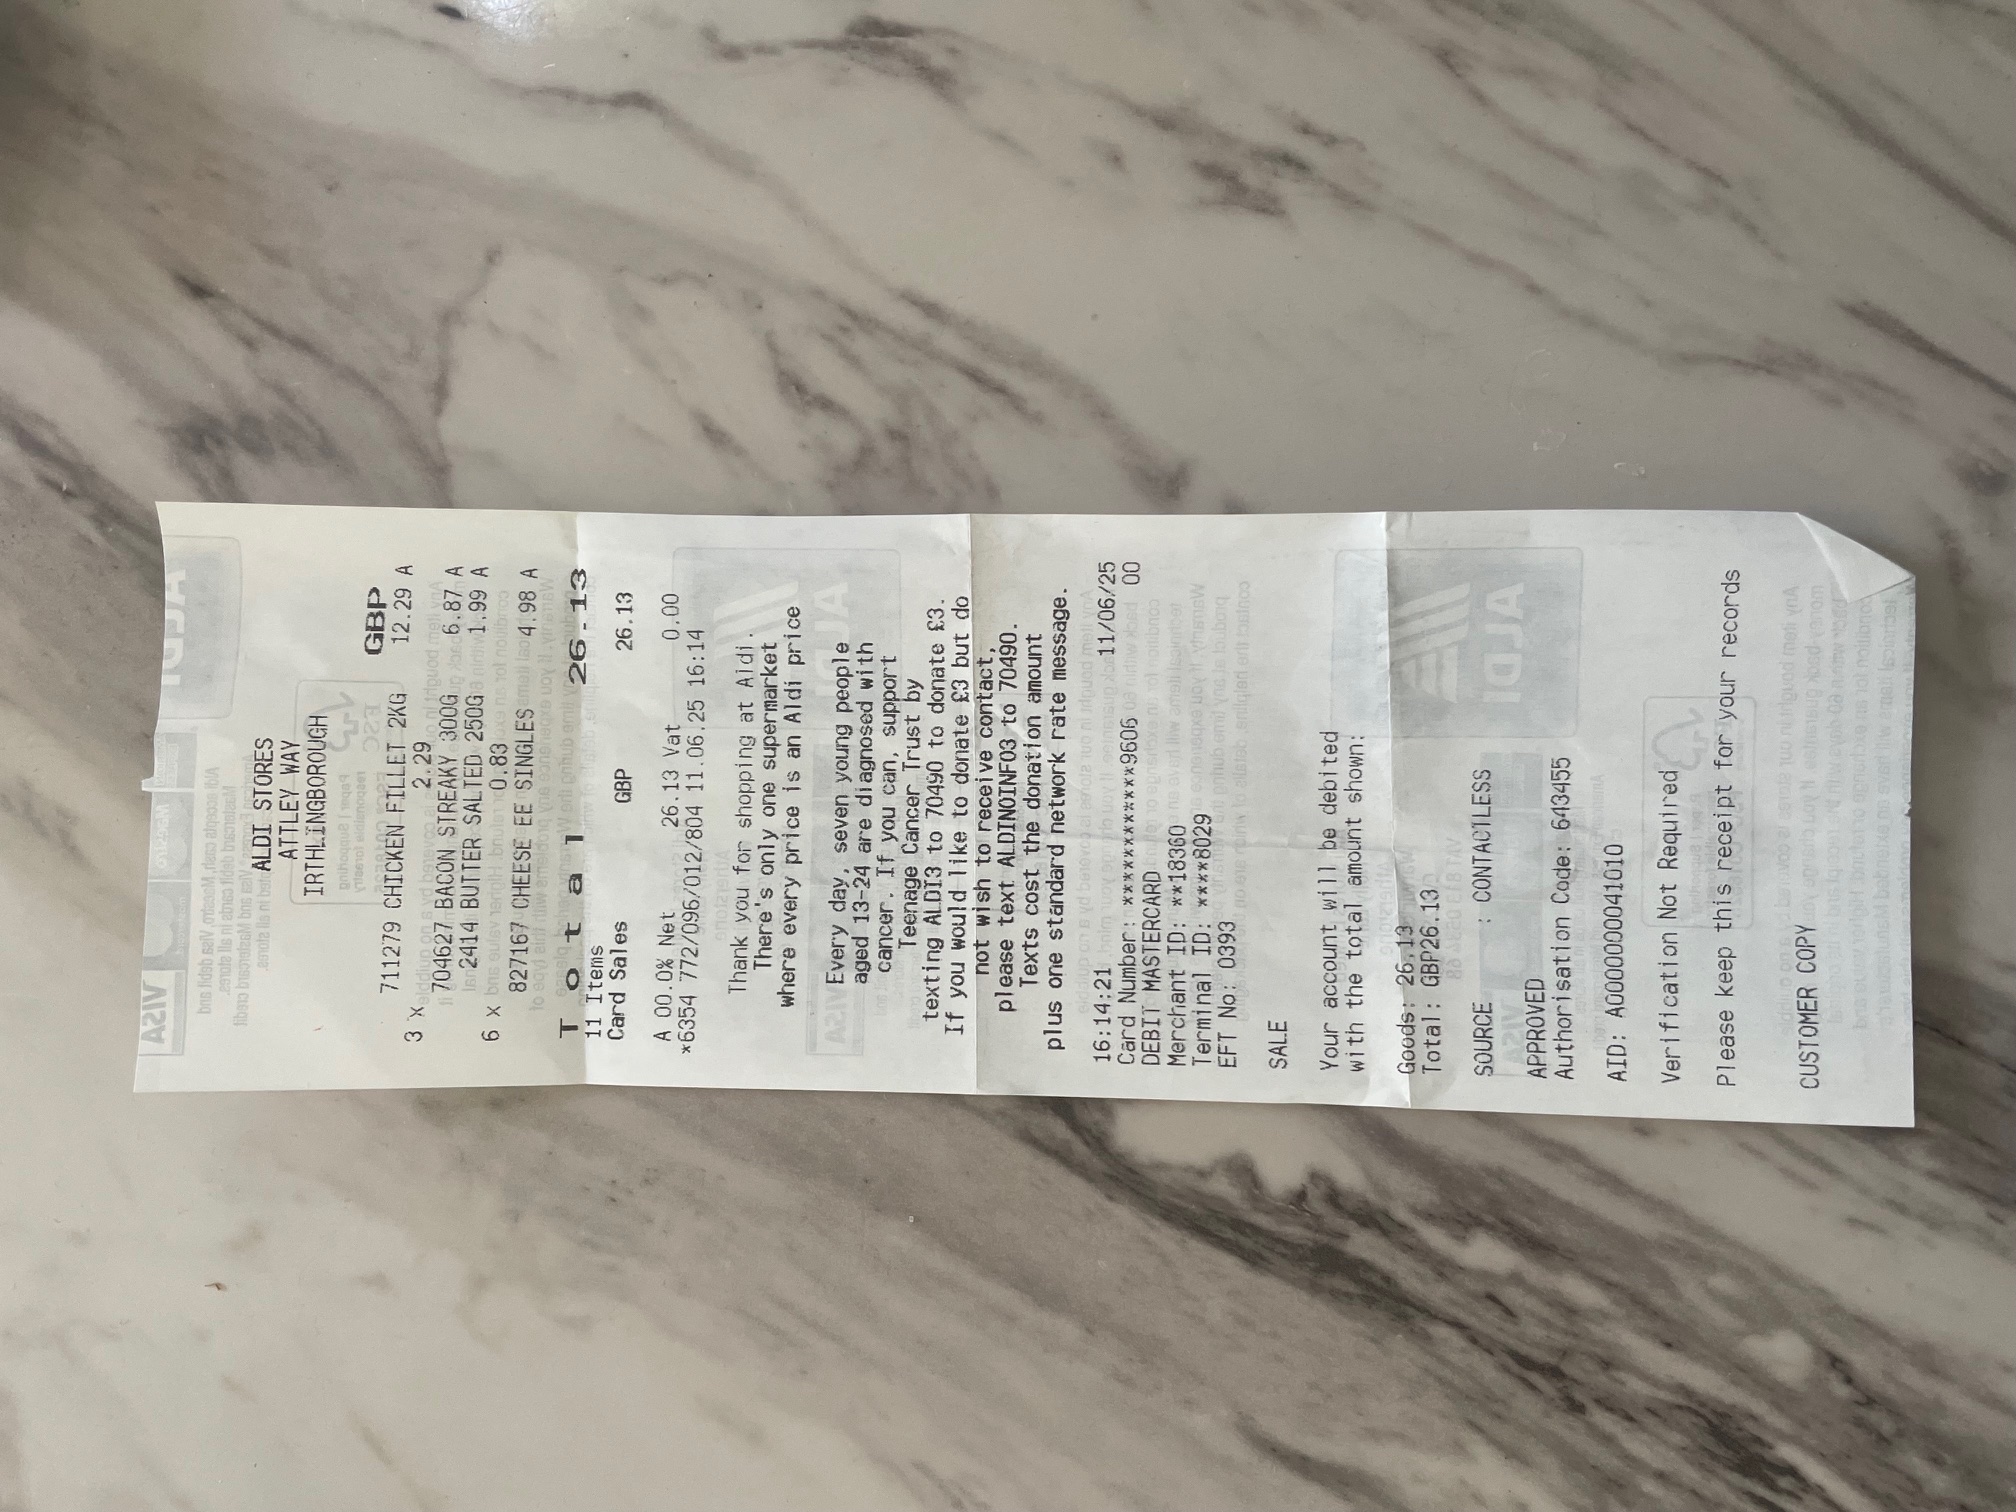 ALDI STORES
ATTLEY WAY
IRTHLINGBOROUGH
GBP
711279 CHICKEN FILLET 2KG 12.29 A
3 x 2.29
704627 BACON STREAKY 300G 6.87 A
2414 BUTTER SALTED 250G 1.99 A
6 x 0.83
827167 CHEESE EE SINGLES 4.98 A
Total 26.13
11 Items
Card Sales GBP 26.13
A 00.0% Net 26.13 Vat 0.00
*6354 772/096/012/804 11.06.25 16:14
Thank you for shopping at Aldi.
There's only one supermarket
where every price is an Aldi price
Every day, seven young people
aged 13-24 are diagnosed with
cancer. If you can, support
Teenage Cancer Trust by
texting ALDI3 to 70490 to donate £3.
If you would like to donate £3 but do
not wish to receive contact,
please text ALDINOINFO3 to 70490.
Texts cost the donation amount
plus one standard network rate message.
16:14:21 11/06/25
Card Number: ************9606 00
DEBIT MASTERCARD
Merchant ID: **18360
Terminal ID: ****8029
EFT No: 0393
SALE
Your account will be debited
with the total amount shown:
Goods: 26.13
Total: GBP26.13
SOURCE : CONTACTLESS
APPROVED
Authorisation Code: 643455
AID: A0000000041010
Verification Not Required
Please keep this receipt for your records
CUSTOMER COPY